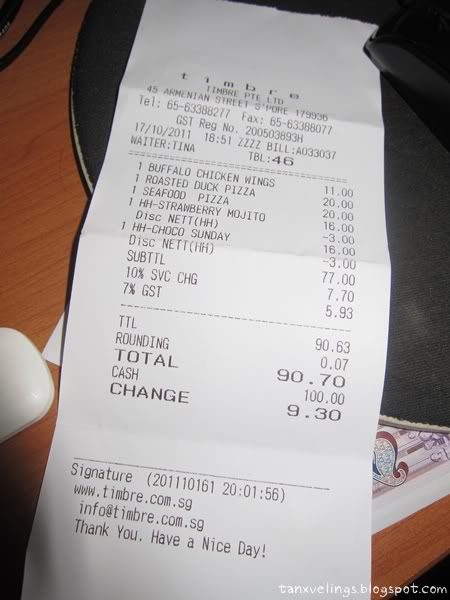 timbre
TIMBRE PTE LTD
45 ARMENIAN STREET S'PORE 179936
Tel: 65-63388277 Fax: 65-63388077
GST Reg No. 200503893H
17/10/2011 18:51 ZZZZ BILL:A033037
WAITER:TINA TBL:46
1 BUFFALO CHICKEN WINGS 11.00
1 ROASTED DUCK PIZZA 20.00
1 SEAFOOD PIZZA 20.00
1 HH-STRAWBERRY MOJITO 16.00
Disc NETT(HH) -3.00
1 HH-CHOCO SUNDAY 16.00
Disc NETT(HH) -3.00
SUBTTL 77.00
10% SVC CHG 7.70
7% GST 5.93
TTL 90.63
ROUNDING 0.07
TOTAL 90.70
CASH 100.00
CHANGE 9.30
Signature (201110161 20:01:56)
www.timbre.com.sg
info@timbre.com.sg
Thank You. Have a Nice Day!
tanxvelings.blogspot.com